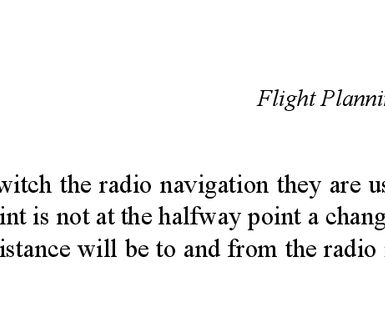 Flight Planni
witch the radio navigation they are us
int is not at the halfway point a chang
istance will be to and from the radio